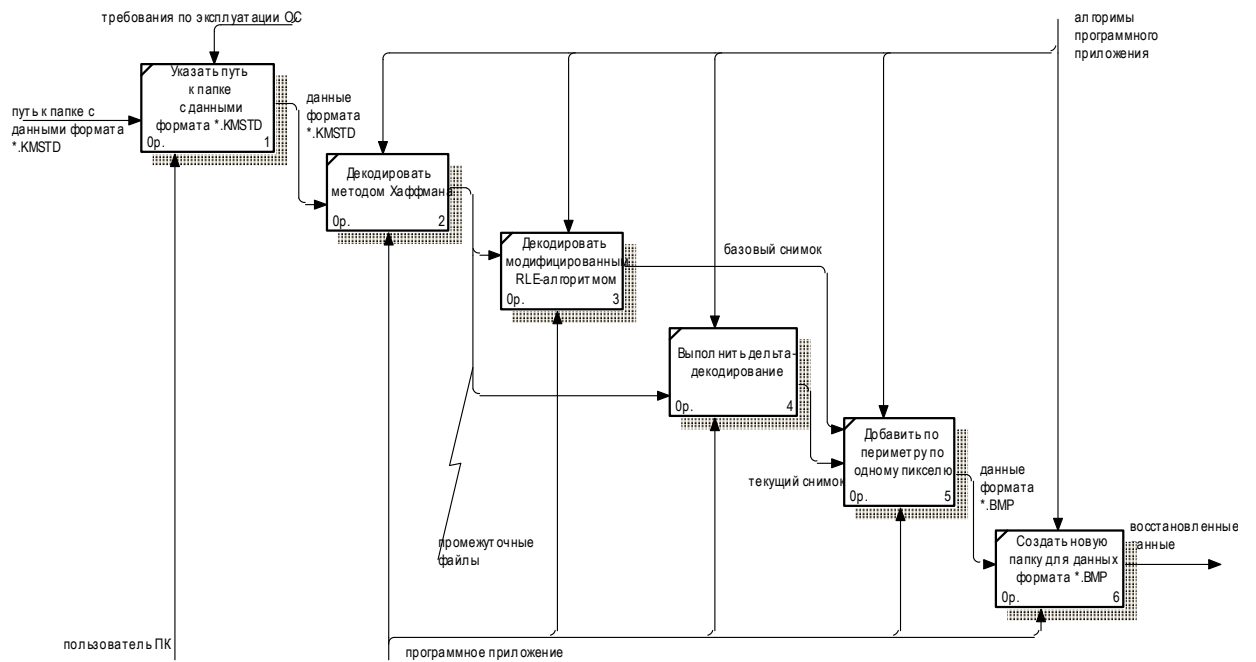 требования по эксплуатации ОС
алгоримы
программного
приложения
путь к папке с
данными формата
*.KMSTD
Указать путь
к папке
с данными
формата *.KMSTD
0р. 1
данные
формата
*.KMSTD
Декодировать
методом Хаффмана
0р. 2
Декодировать
модифицированным
RLE-алгоритмом
0р. 3
базовый снимок
Выполнить дельта-
декодирование
0р. 4
текущий снимок
Добавить по
периметру по
одному пикселю
0р. 5
данные
формата
*.BMP
промежуточные
файлы
Создать новую
папку для данных
формата *.BMP
0р. 6
восстановленные
данные
пользователь ПК
программное приложение